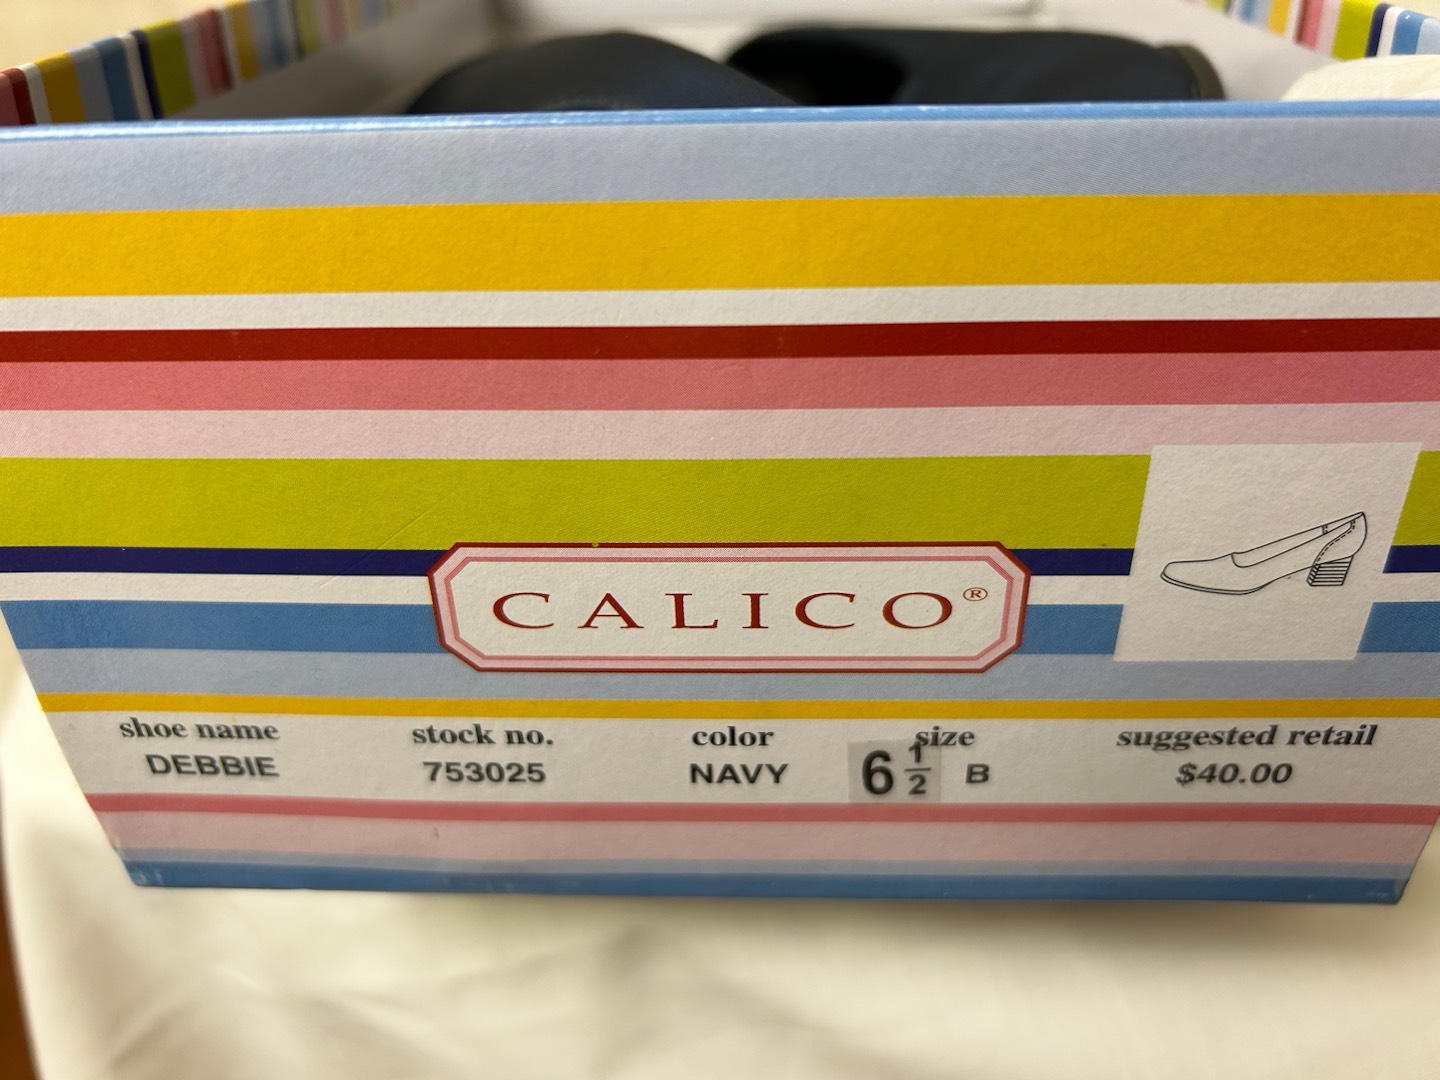 CALICO®
shoe name stock no. color size suggested retail
DEBBIE 753025 NAVY 6 1/2 B $40.00